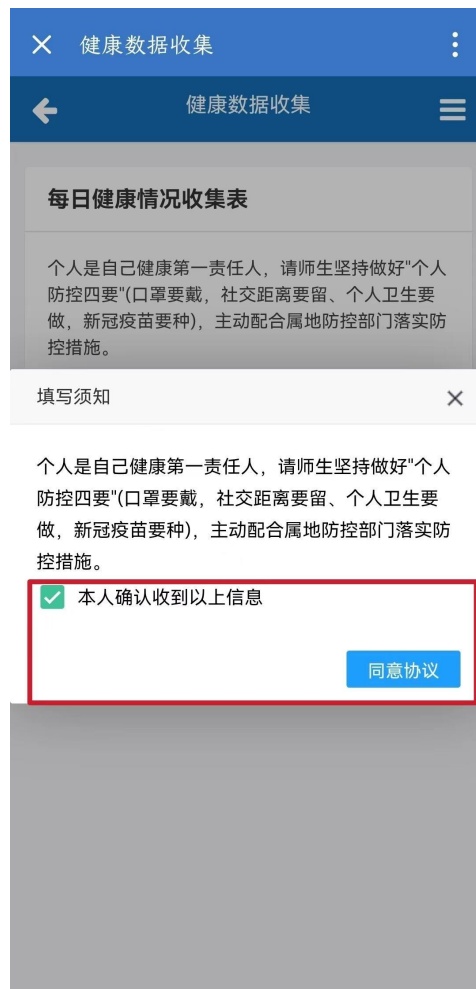 健康数据收集
健康数据收集
每日健康情况收集表
个人是自己健康第一责任人，请师生坚持做好"个人
防控四要"(口罩要戴，社交距离要留、个人卫生要
做，新冠疫苗要种)，主动配合属地防控部门落实防
控措施。
填写须知
个人是自己健康第一责任人，请师生坚持做好"个人
防控四要"(口罩要戴，社交距离要留、个人卫生要
做，新冠疫苗要种)，主动配合属地防控部门落实防
控措施。
本人确认收到以上信息
同意协议